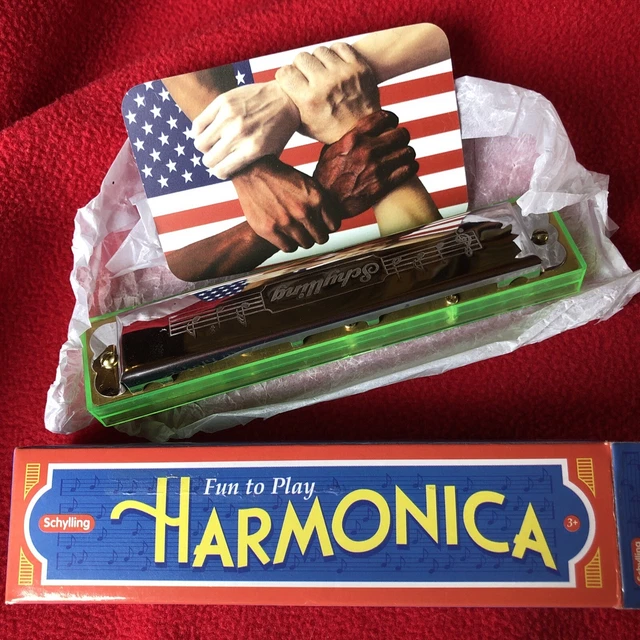 Schylling
Fun to Play
Schylling
HARMONICA
3+